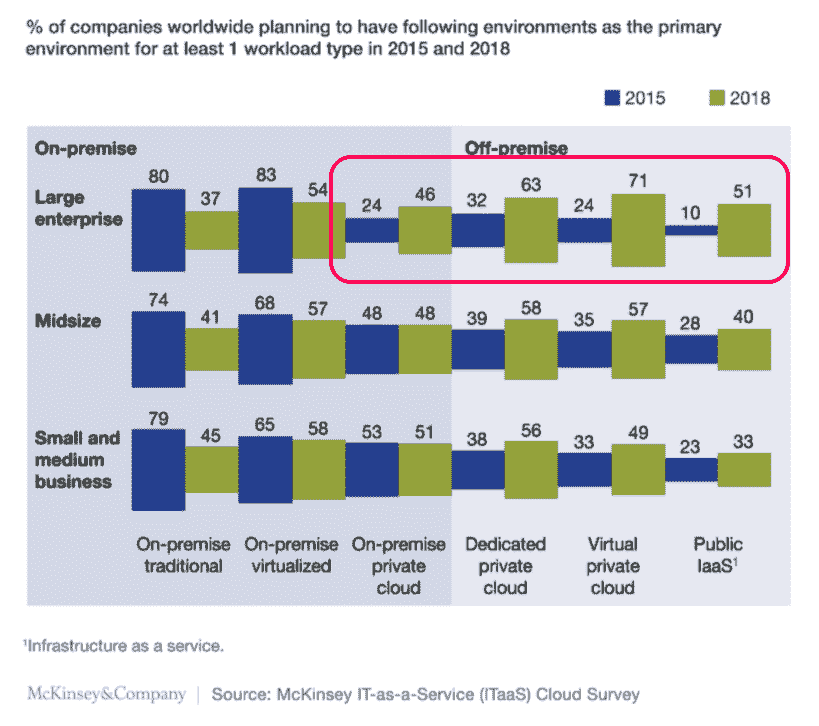 % of companies worldwide planning to have following environments as the primary
environment for at least 1 workload type in 2015 and 2018
2015 2018
On-premise Off-premise
Large
enterprise
80 37 83 54 24 46 32 63 24 71 10 51
Midsize
74 41 68 57 48 48 39 58 35 57 28 40
Small and
medium
business
79 45 65 58 53 51 38 56 33 49 23 33
On-premise On-premise On-premise Dedicated Virtual Public
traditional virtualized private private private IaaS¹
cloud cloud cloud
¹Infrastructure as a service.
McKinsey&Company | Source: McKinsey IT-as-a-Service (ITaaS) Cloud Survey